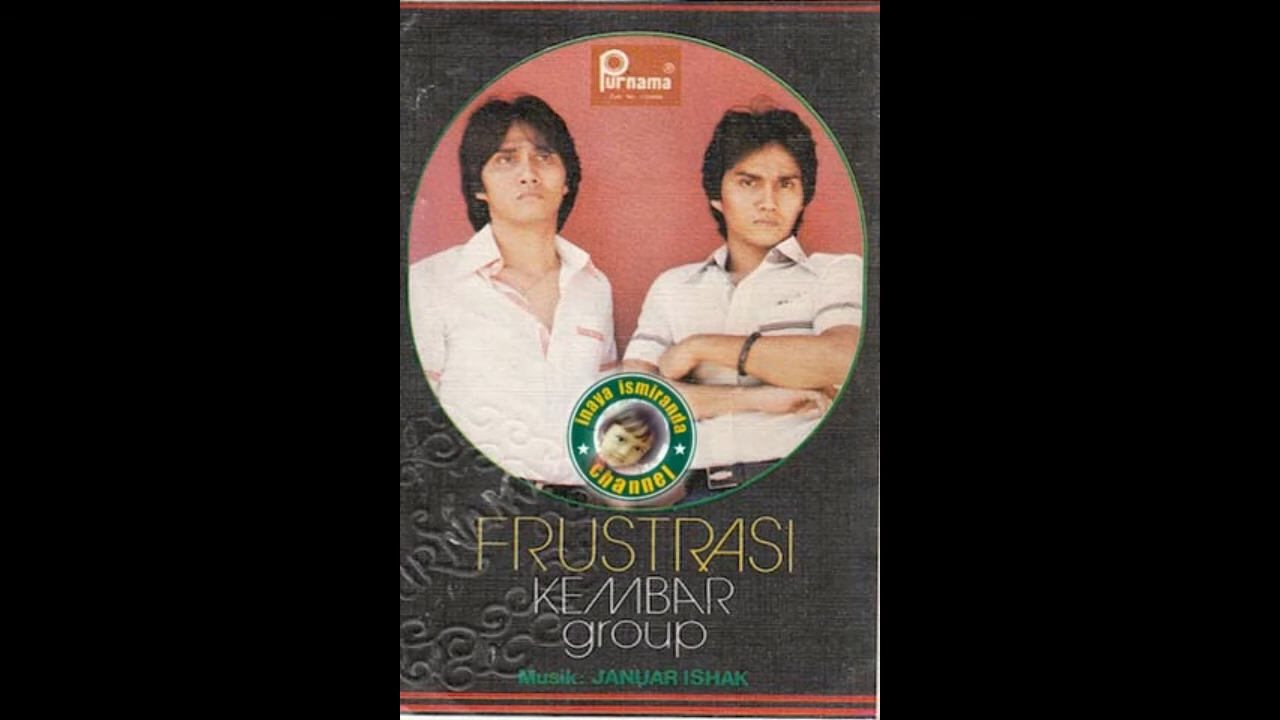 Purnama
inaya ismiranda
channel
FRUSTRASI
KEMBAR
group
Musik: JANUAR ISHAK